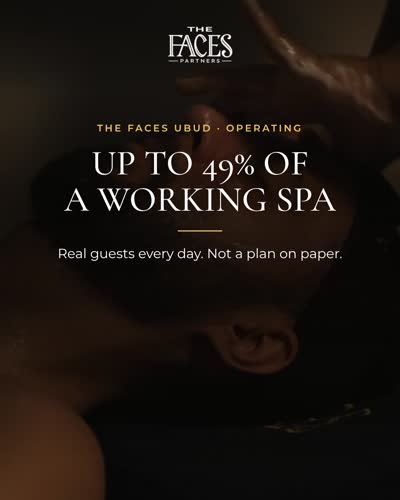 THE
FACES
PARTNERS
THE FACES UBUD · OPERATING
UP TO 49% OF
A WORKING SPA
Real guests every day. Not a plan on paper.